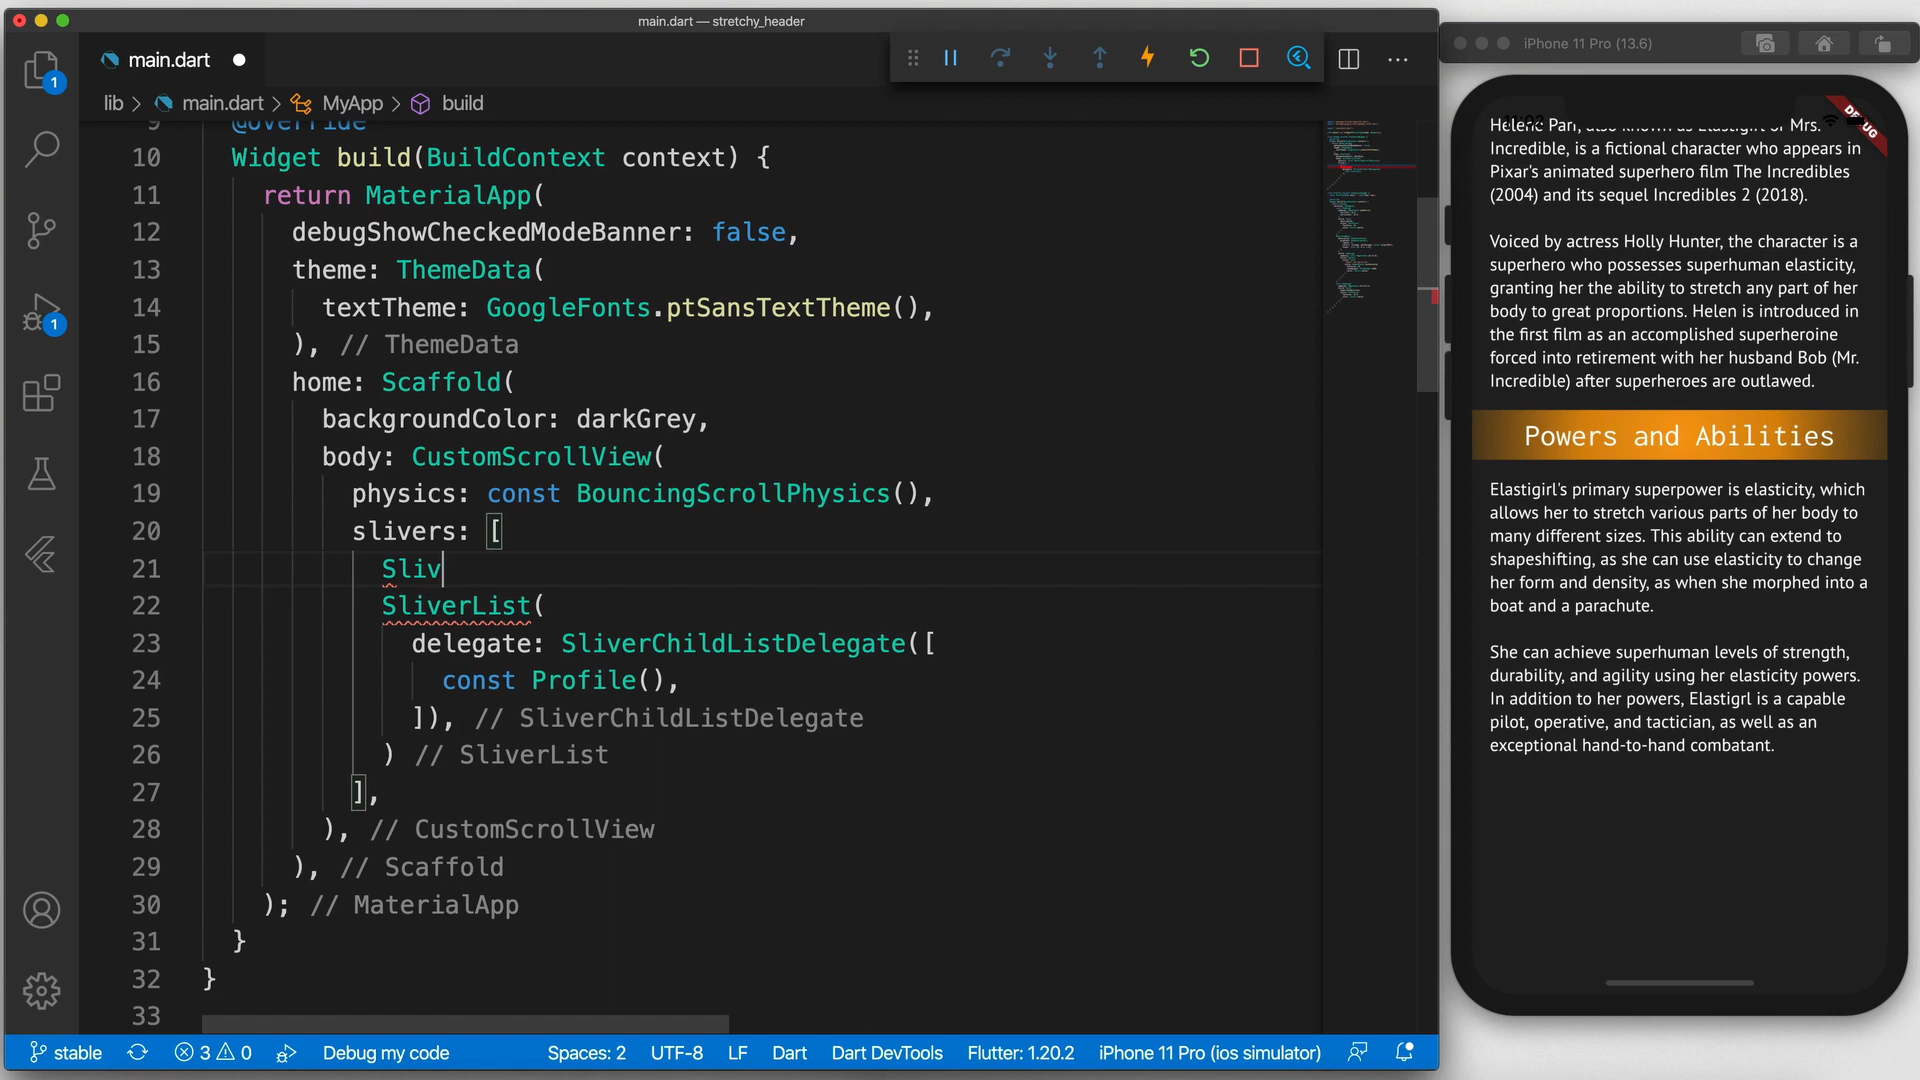 main.dart — stretchy_header
main.dart
lib > main.dart > MyApp > build
9 @override
10 Widget build(BuildContext context) {
11 return MaterialApp(
12 debugShowCheckedModeBanner: false,
13 theme: ThemeData(
14 textTheme: GoogleFonts.ptSansTextTheme(),
15 ), // ThemeData
16 home: Scaffold(
17 backgroundColor: darkGrey,
18 body: CustomScrollView(
19 physics: const BouncingScrollPhysics(),
20 slivers: [
21 Sliv
22 SliverList(
23 delegate: SliverChildListDelegate([
24 const Profile(),
25 ]), // SliverChildListDelegate
26 ) // SliverList
27 ],
28 ), // CustomScrollView
29 ), // Scaffold
30 ); // MaterialApp
31 }
32 }
33
1
1
stable
3 0
Debug my code
Spaces: 2
UTF-8
LF
Dart
Dart DevTools
Flutter: 1.20.2
iPhone 11 Pro (ios simulator)
iPhone 11 Pro (13.6)
DEBUG
Helene Parr, also known as Elastigirl or Mrs.
Incredible, is a fictional character who appears in
Pixar's animated superhero film The Incredibles
(2004) and its sequel Incredibles 2 (2018).
Voiced by actress Holly Hunter, the character is a
superhero who possesses superhuman elasticity,
granting her the ability to stretch any part of her
body to great proportions. Helen is introduced in
the first film as an accomplished superheroine
forced into retirement with her husband Bob (Mr.
Incredible) after superheroes are outlawed.
Powers and Abilities
Elastigirl's primary superpower is elasticity, which
allows her to stretch various parts of her body to
many different sizes. This ability can extend to
shapeshifting, as she can use elasticity to change
her form and density, as when she morphed into a
boat and a parachute.
She can achieve superhuman levels of strength,
durability, and agility using her elasticity powers.
In addition to her powers, Elastigrl is a capable
pilot, operative, and tactician, as well as an
exceptional hand-to-hand combatant.